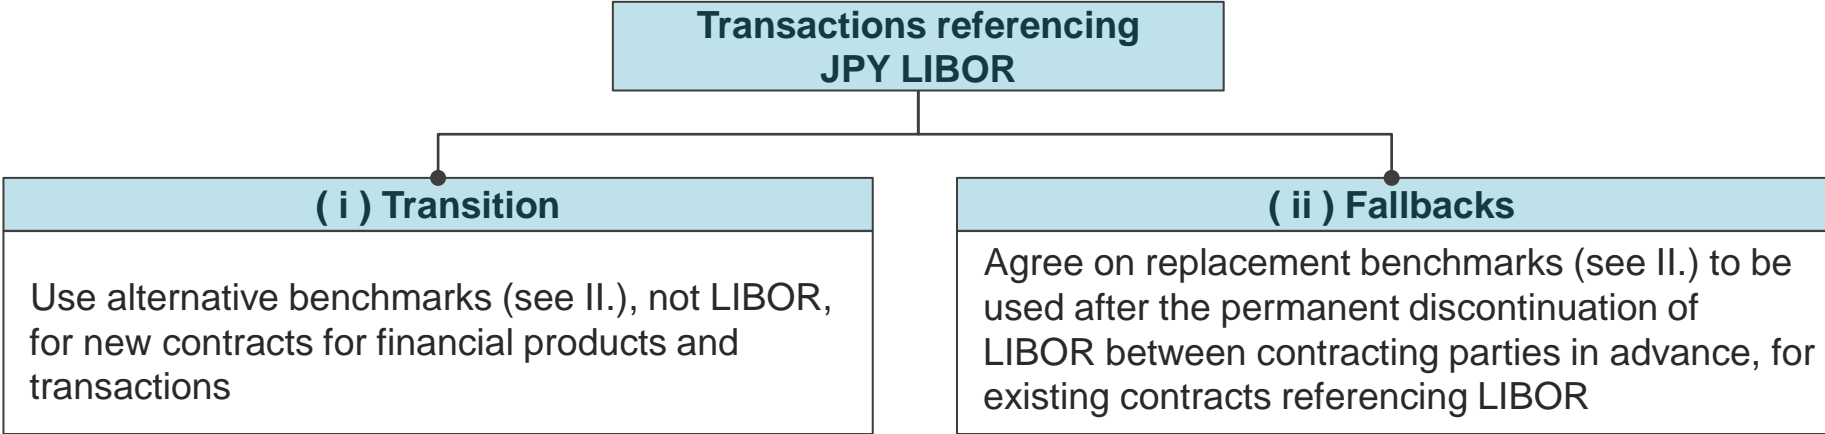 Transactions referencing
JPY LIBOR
( i ) Transition
Use alternative benchmarks (see II.), not LIBOR,
for new contracts for financial products and
transactions
( ii ) Fallbacks
Agree on replacement benchmarks (see II.) to be
used after the permanent discontinuation of
LIBOR between contracting parties in advance, for
existing contracts referencing LIBOR